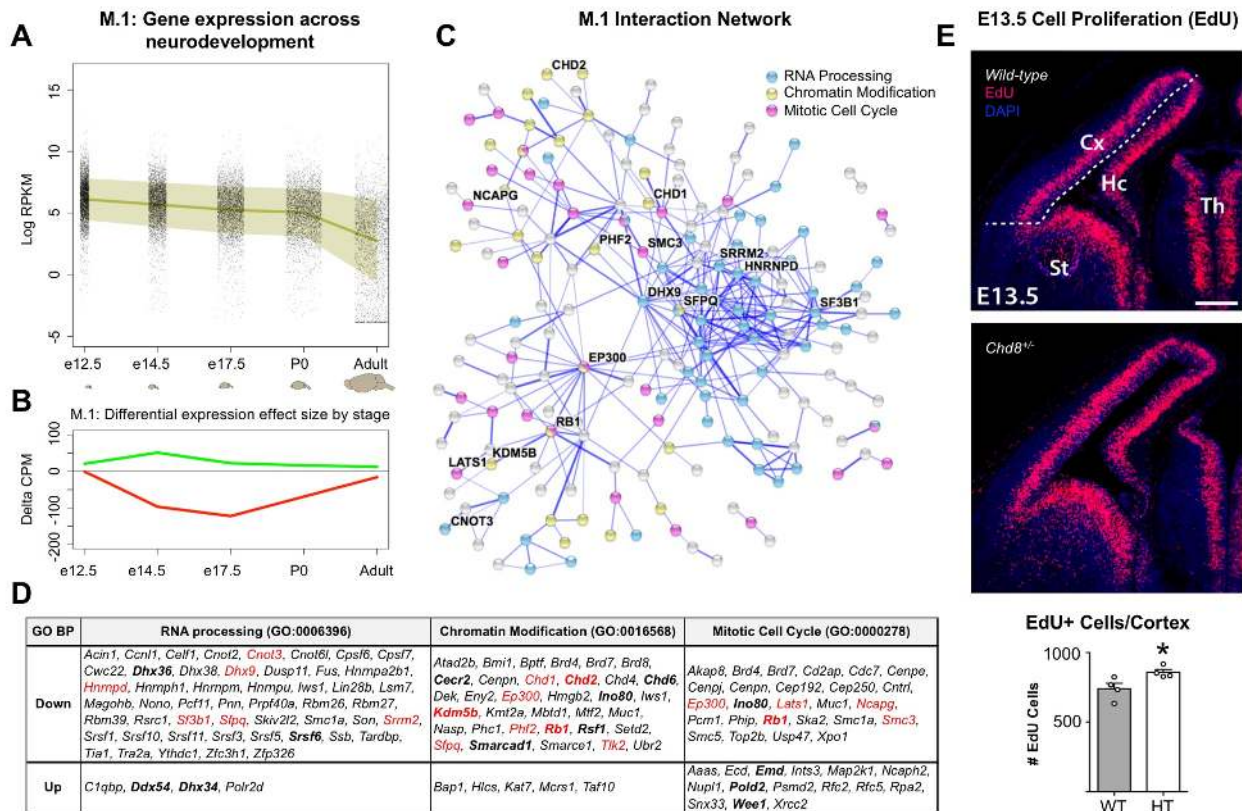 M.1: Gene expression across
neurodevelopment
A
15
10
5
0
-5
Log RPKM
e12.5
e14.5
e17.5
P0
Adult
B
M.1: Differential expression effect size by stage
100
0
-100
-200
Delta CPM
e12.5
e14.5
e17.5
P0
Adult
M.1 Interaction Network
C
RNA Processing
Chromatin Modification
Mitotic Cell Cycle
CHD2
NCAPG
CHD1
PHF2
SMC3
SRRM2
HNRNPD
DHX9
SFPQ
SF3B1
EP300
RB1
KDM5B
LATS1
CNOT3
D
GO BP
RNA processing (GO:0006396)
Chromatin Modification (GO:0016568)
Mitotic Cell Cycle (GO:0000278)
Down
Acin1, Ccnl1, Celf1, Cnot2, Cnot3, Cnot6l, Cpsf6, Cpsf7,
Cwc22, Dhx36, Dhx38, Dhx9, Dusp11, Fus, Hnrnpa2b1,
Hnrnpd, Hnrnph1, Hnrnpm, Hnrnpu, Iws1, Lin28b, Lsm7,
Magohb, Nono, Pcf11, Pnn, Prpf40a, Rbm26, Rbm27,
Rbm39, Rsrc1, Sf3b1, Sfpq, Skiv2l2, Smc1a, Son, Srrm2,
Srsf1, Srsf10, Srsf11, Srsf3, Srsf5, Srsf6, Ssb, Tardbp,
Tia1, Tra2a, Ythdc1, Zfc3h1, Zfp326
Atad2b, Bmi1, Bptf, Brd4, Brd7, Brd8,
Cecr2, Cenpn, Chd1, Chd2, Chd4, Chd6,
Dek, Eny2, Ep300, Hmgb2, Ino80, Iws1,
Kdm5b, Kmt2a, Mbtd1, Mtf2, Muc1,
Nasp, Phc1, Phf2, Rb1, Rsf1, Setd2,
Sfpq, Smarcad1, Smarce1, Tlk2, Ubr2
Akap8, Brd4, Brd7, Cd2ap, Cdc7, Cenpe,
Cenpj, Cenpn, Cep192, Cep250, Cntrl,
Ep300, Ino80, Lats1, Muc1, Ncapg,
Pcm1, Phip, Rb1, Ska2, Smc1a, Smc3,
Smc5, Top2b, Usp47, Xpo1
Up
C1qbp, Ddx54, Dhx34, Polr2d
Bap1, Hlcs, Kat7, Mcrs1, Taf10
Aaas, Ecd, Emd, Ints3, Map2k1, Ncaph2,
Nupl1, Pold2, Psmd2, Rfc2, Rfc5, Rpa2,
Snx33, Wee1, Xrcc2
E13.5 Cell Proliferation (EdU)
E
Wild-type
EdU
DAPI
Cx
Hc
Th
St
E13.5
Chd8+/-
EdU+ Cells/Cortex
1000
500
# EdU Cells
*
WT
HT